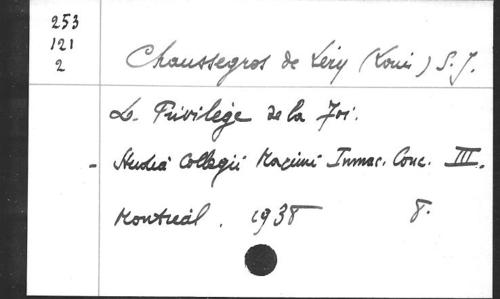 253
121
2
Chaussegros de Léry (Louis) S. J.
Le Privilège de la Foi.
- Studia Collegii Maximi Immac. Conc. III.
Montréal. 1938 8.